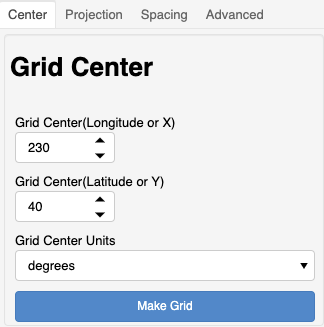 Center Projection Spacing Advanced
Grid Center
Grid Center(Longitude or X)
230
Grid Center(Latitude or Y)
40
Grid Center Units
degrees
Make Grid